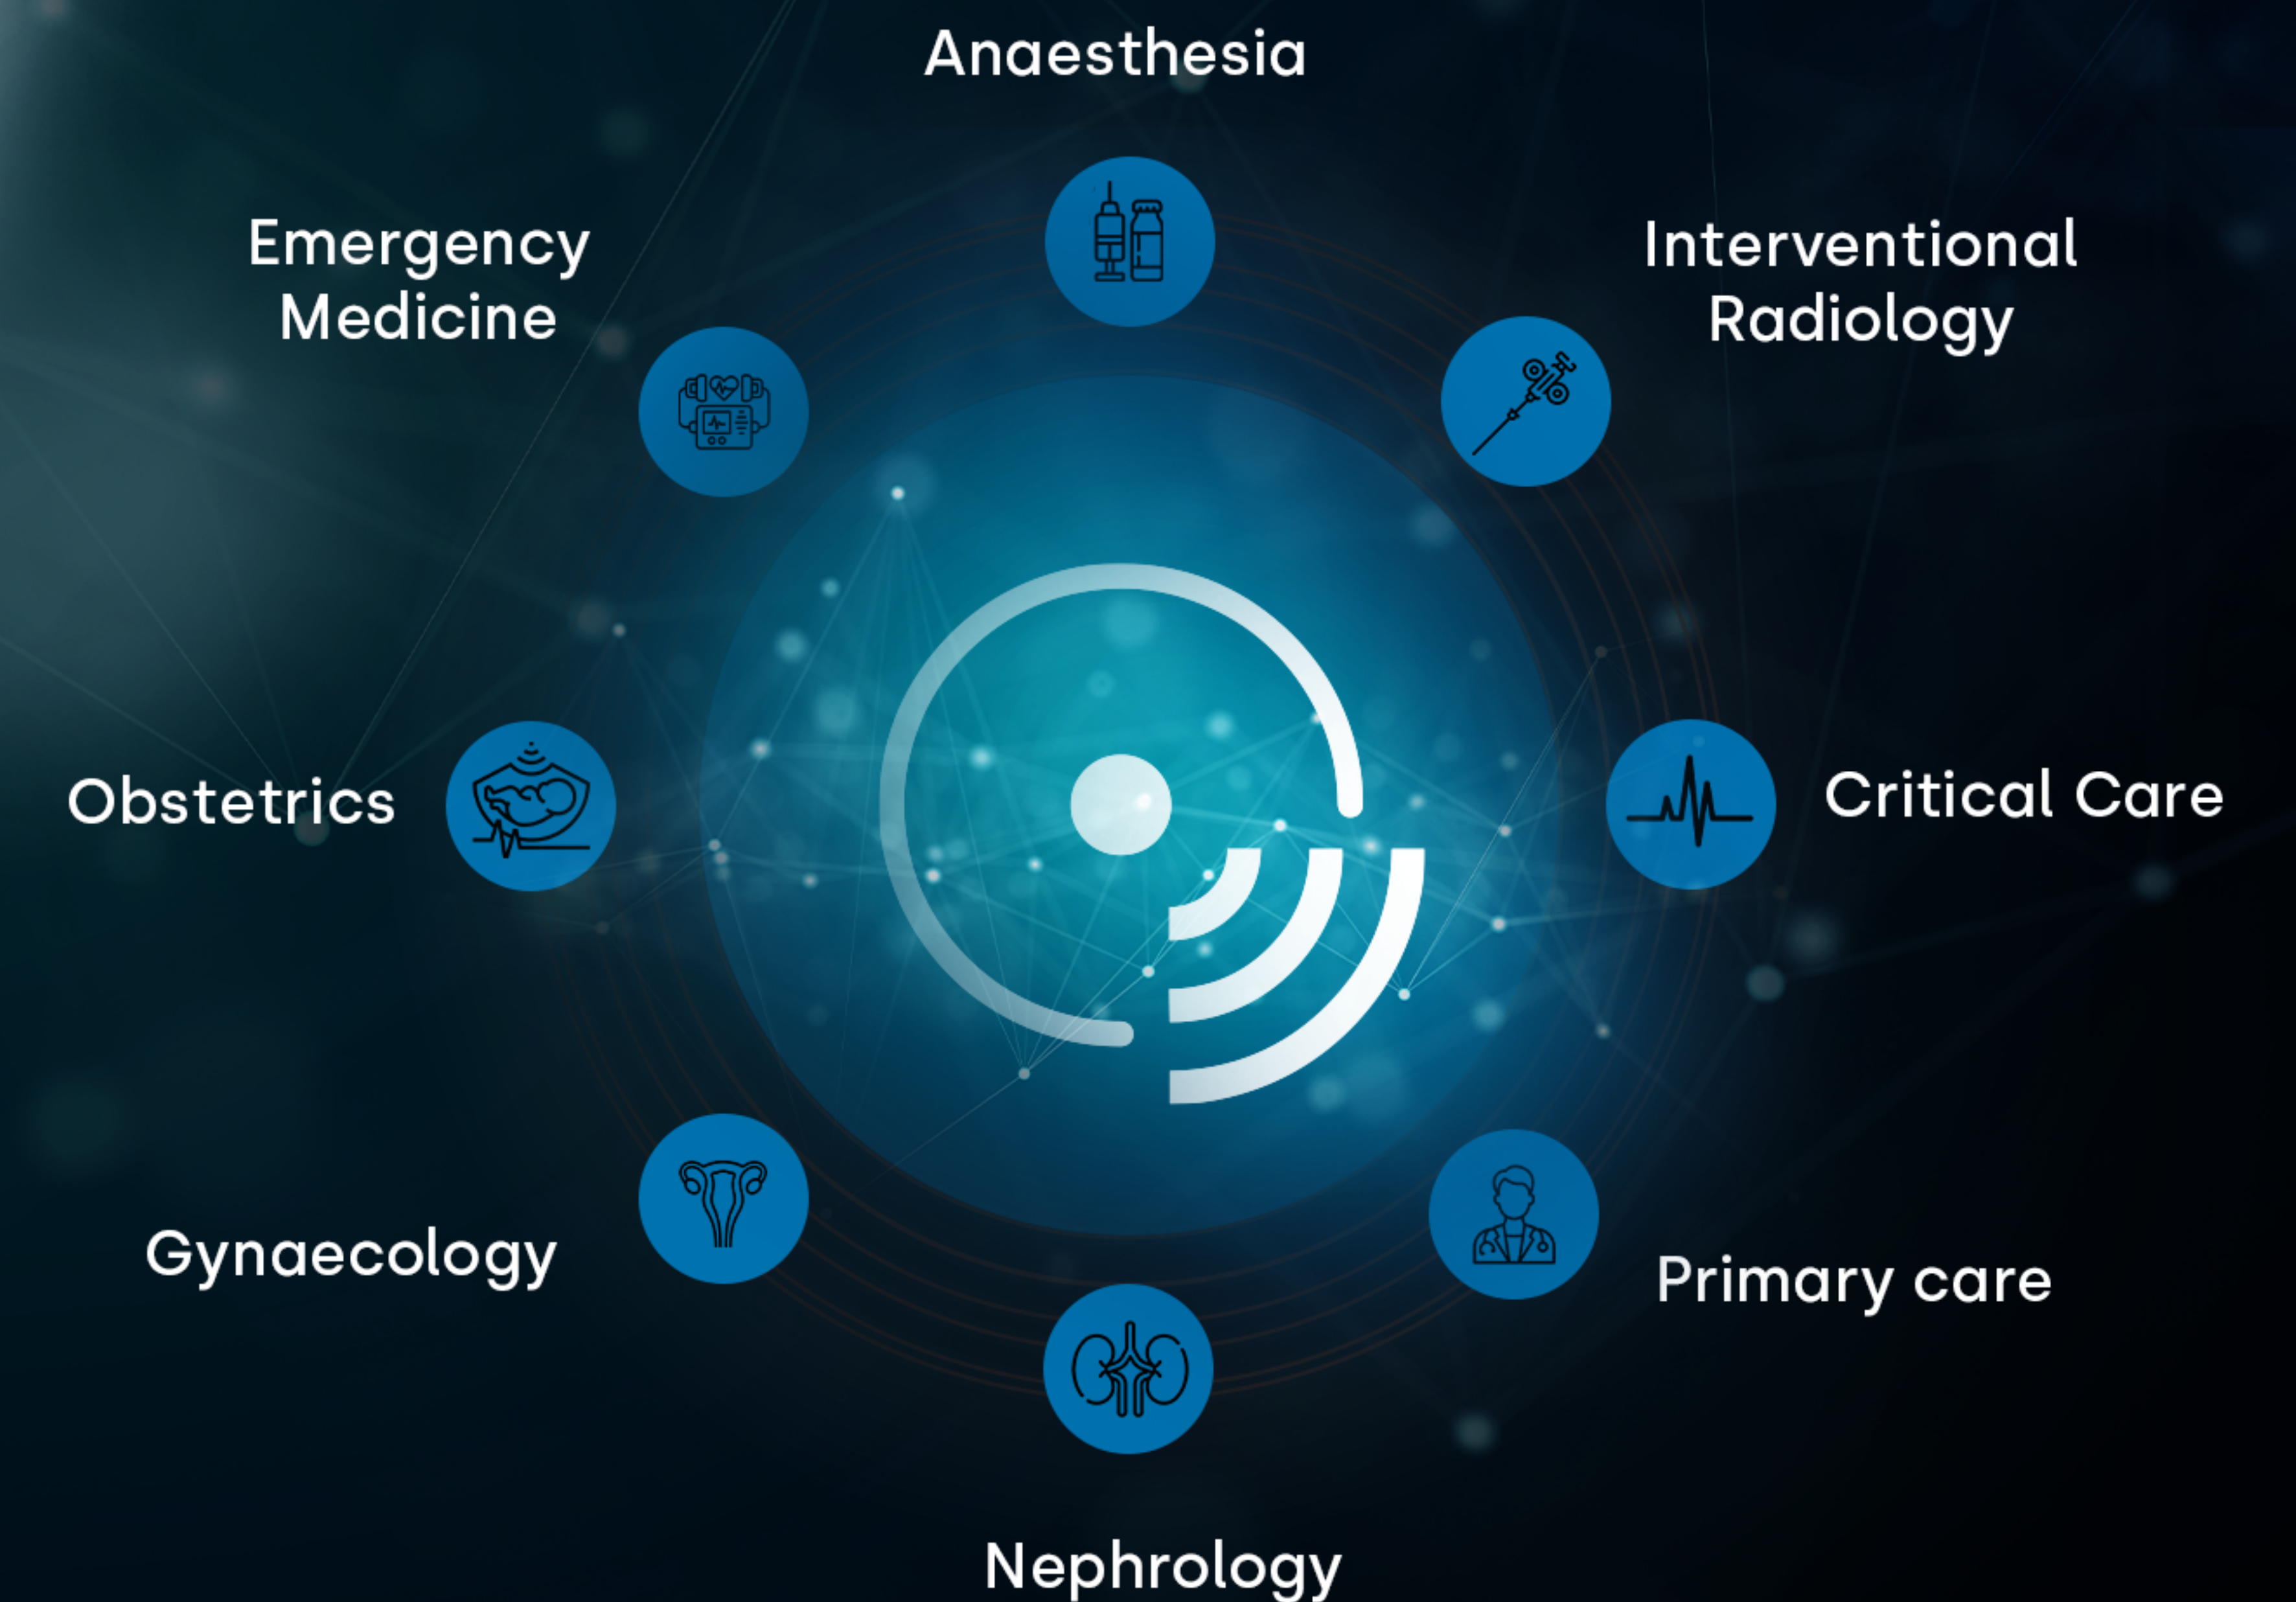 Anaesthesia
Emergency
Medicine
Interventional
Radiology
Obstetrics
Critical Care
Gynaecology
Primary care
Nephrology